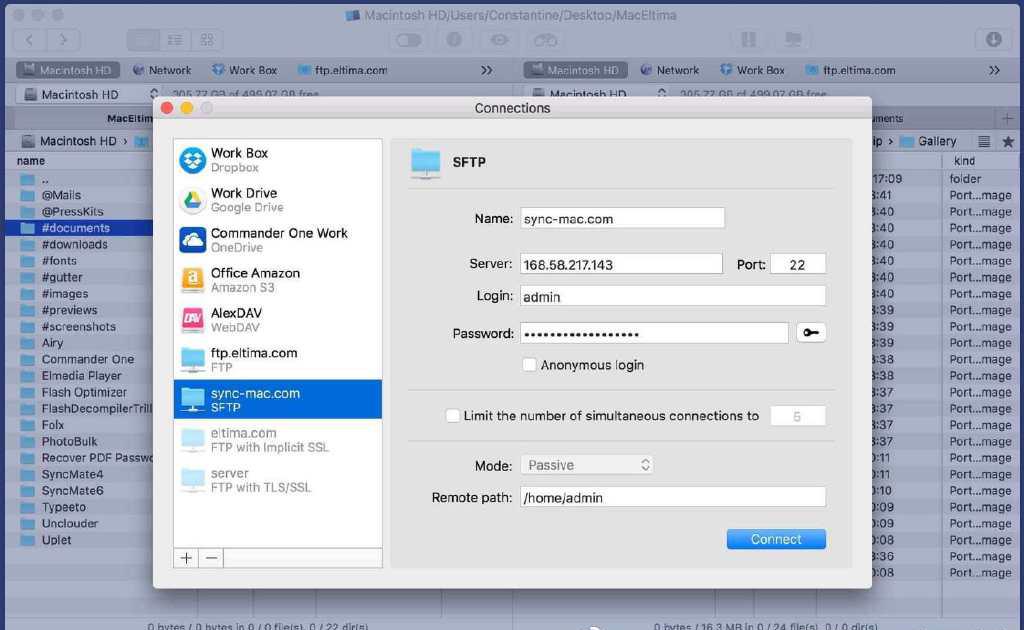 Macintosh HD/Users/Constantine/Desktop/MacEltima
Macintosh HD Network Work Box ftp.eltima.com »
Macintosh HD Network Work Box ftp.eltima.com »
Macintosh HD 305.77 GB of 499.07 GB free
Macintosh HD 305.77 GB of 499.07 GB free
MacEltim
uments +
Macintosh HD ›
ip › Gallery
name
kind
..
17:09 folder
@Mails
3:41 Port...mage
@PressKits
3:40 Port...mage
#documents
3:40 Port...mage
#downloads
3:40 Port...mage
#fonts
3:40 Port...mage
#gutter
3:40 Port...mage
#images
3:40 Port...mage
#previews
3:39 Port...mage
#screenshots
3:39 Port...mage
Airy
3:39 Port...mage
Commander One
3:38 Port...mage
Elmedia Player
3:38 Port...mage
Flash Optimizer
3:37 Port...mage
FlashDecompilerTrill
3:37 Port...mage
Folx
3:37 Port...mage
PhotoBulk
3:37 Port...mage
Recover PDF Passwo
0:11 Port...mage
SyncMate4
0:11 Port...mage
SyncMate6
0:10 Port...mage
Typeeto
0:09 Port...mage
Unclouder
0:09 Port...mage
Uplet
0:08 Port...mage
3:36 Port...mage
0:08 Port...mage
Connections
Work Box
Dropbox
Work Drive
Google Drive
Commander One Work
OneDrive
Office Amazon
Amazon S3
AlexDAV
WebDAV
ftp.eltima.com
FTP
sync-mac.com
SFTP
eltima.com
FTP with Implicit SSL
server
FTP with TLS/SSL
+ −
SFTP
Name: sync-mac.com
Server: 168.58.217.143 Port: 22
Login: admin
Password: ••••••••••••••••••
Anonymous login
Limit the number of simultaneous connections to 5
Mode: Passive
Remote path: /home/admin
Connect
0 bytes / 0 bytes in 0 / 0 file(s). 0 / 22 dir(s)
0 bytes / 16.3 MB in 0 / 24 file(s). 0 / 0 dir(s)